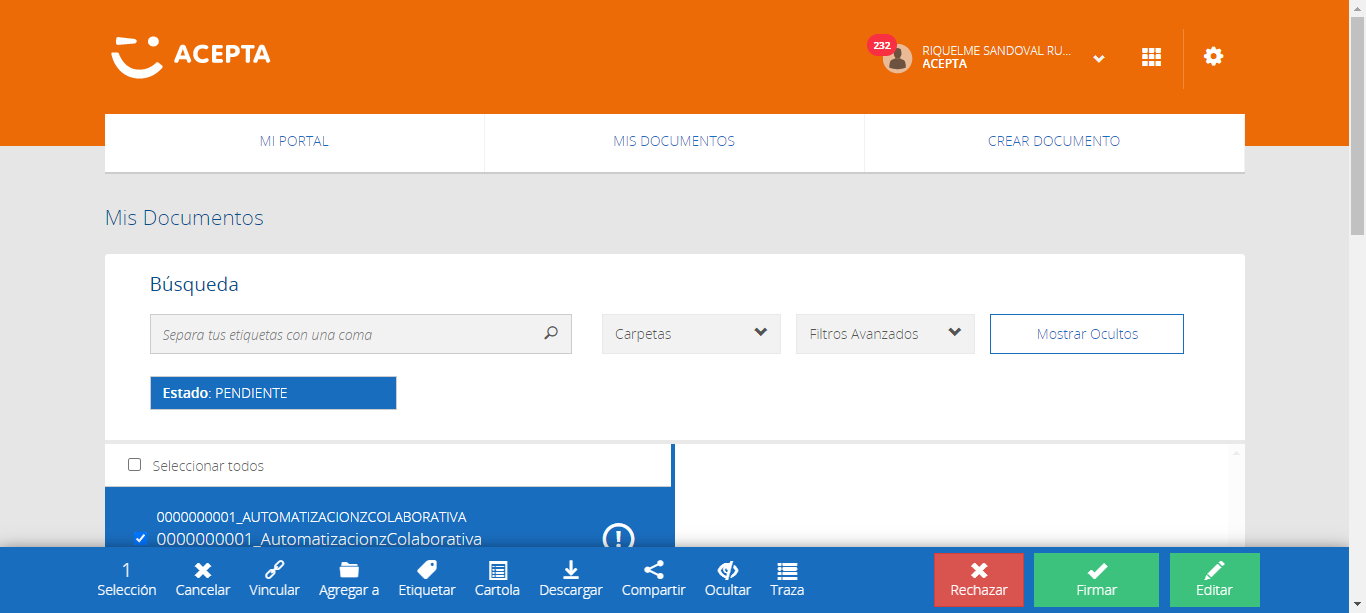 ACEPTA
232
RIQUELME SANDOVAL RU...
ACEPTA
MI PORTAL
MIS DOCUMENTOS
CREAR DOCUMENTO
Mis Documentos
Búsqueda
Separa tus etiquetas con una coma
Carpetas
Filtros Avanzados
Mostrar Ocultos
Estado: PENDIENTE
Seleccionar todos
0000000001_AUTOMATIZACIONZCOLABORATIVA
0000000001_AutomatizacionzColaborativa
1
Selección
Cancelar
Vincular
Agregar a
Etiquetar
Cartola
Descargar
Compartir
Ocultar
Traza
Rechazar
Firmar
Editar